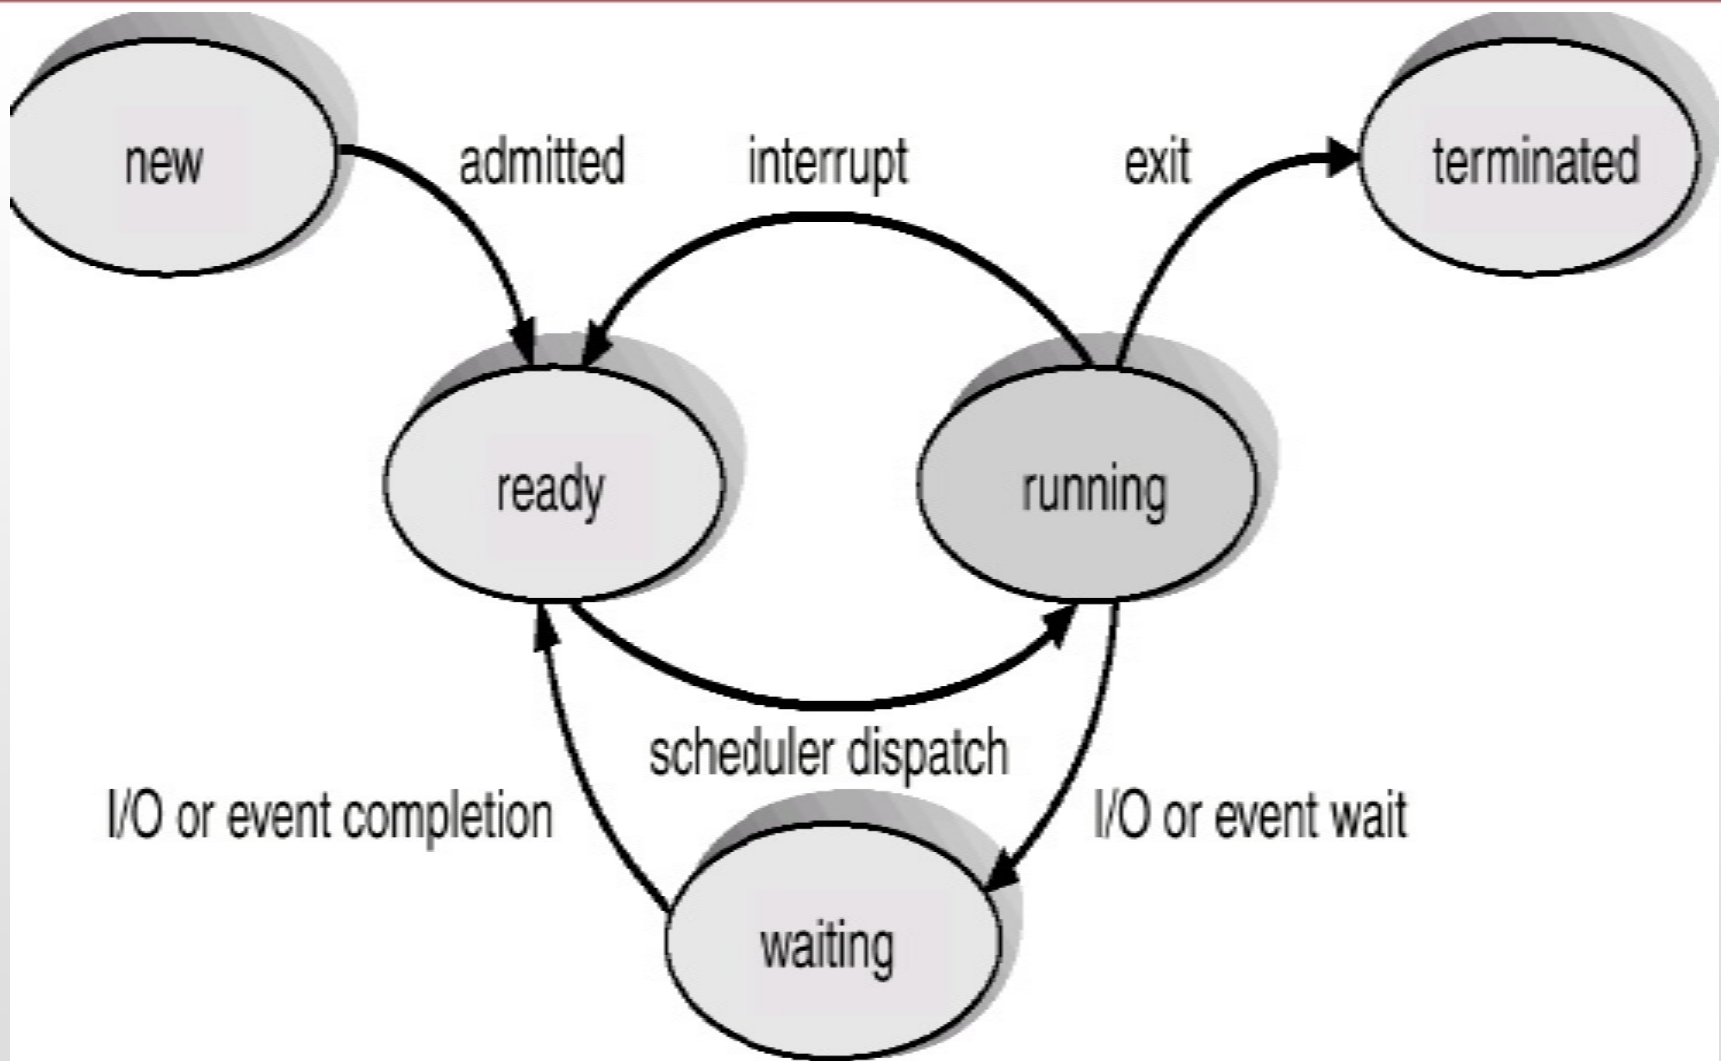 new
admitted
interrupt
exit
terminated
ready
running
scheduler dispatch
I/O or event completion
I/O or event wait
waiting